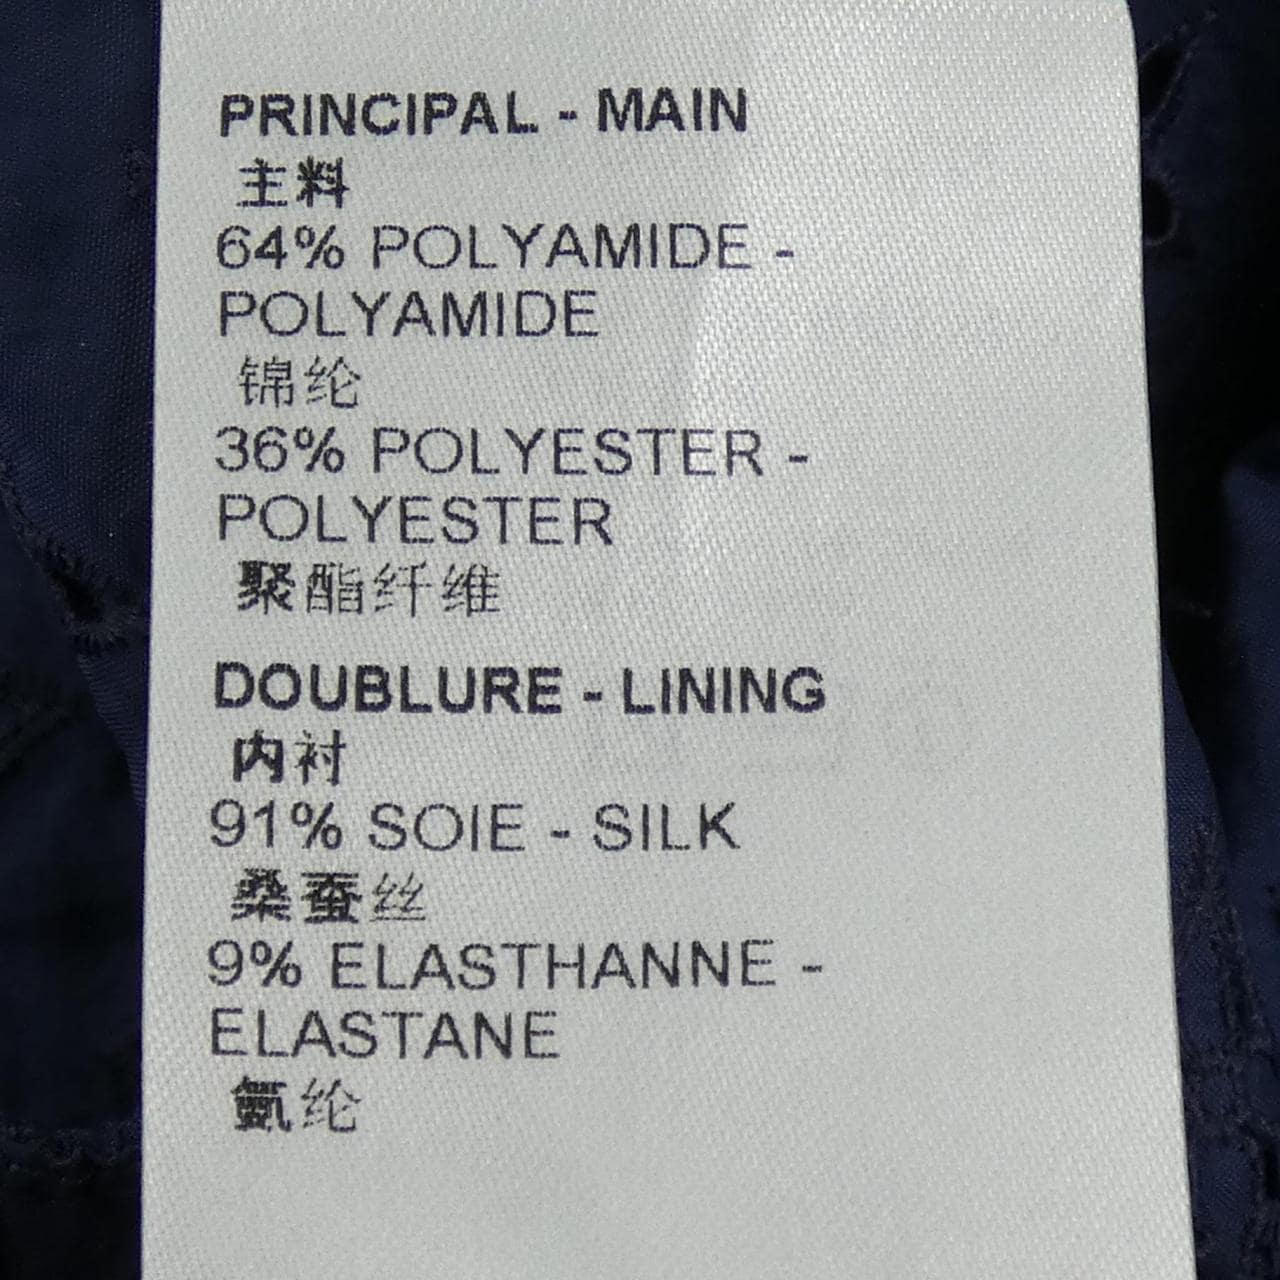 PRINCIPAL - MAIN
主料
64% POLYAMIDE -
POLYAMIDE
锦纶
36% POLYESTER -
POLYESTER
聚酯纤维
DOUBLURE - LINING
内衬
91% SOIE - SILK
桑蚕丝
9% ELASTHANNE -
ELASTANE
氨纶